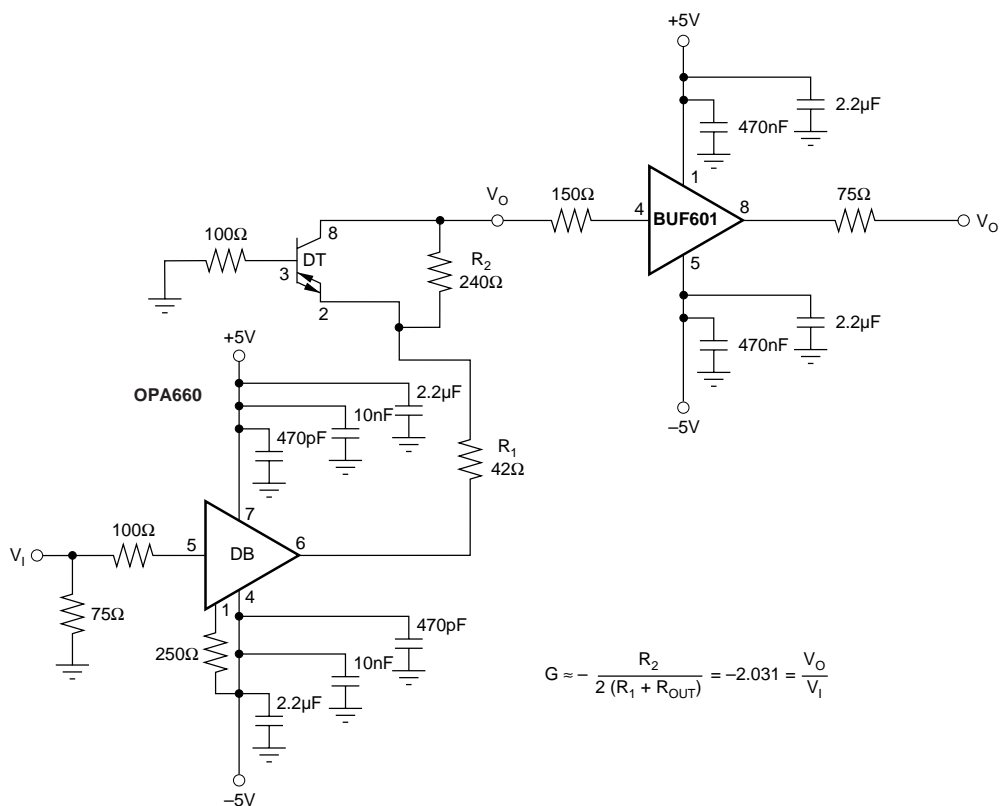 +5V
2.2µF
470nF
1
150Ω
75Ω
V_O
4
BUF601
8
V_O
100Ω
8
DT
3
R_2
240Ω
5
2
2.2µF
470nF
+5V
OPA660
2.2µF
10nF
–5V
470pF
R_1
42Ω
7
100Ω
V_I
5
DB
6
1
4
75Ω
470pF
250Ω
10nF
2.2µF
G ≈ – R_2 / 2 (R_1 + R_OUT) = –2.031 = V_O / V_I
–5V